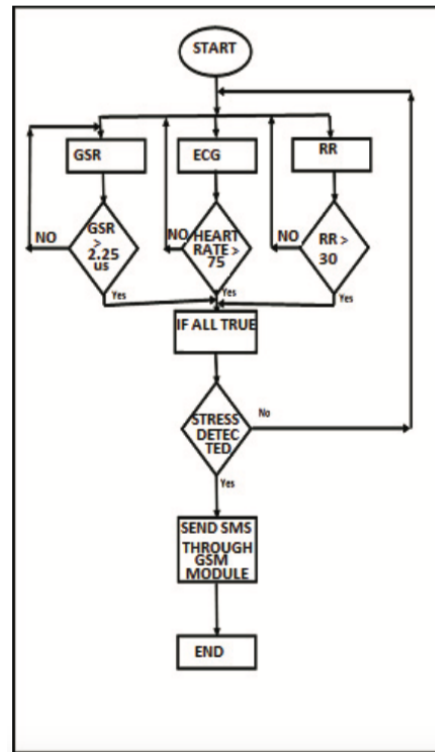 START
GSR
ECG
RR
NO
GSR
>
2.25
us
NO
HEART
RATE >
75
NO
RR >
30
Yes
Yes
Yes
IF ALL TRUE
STRESS
DETEC
TED
No
Yes
SEND SMS
THROUGH
GSM
MODULE
END